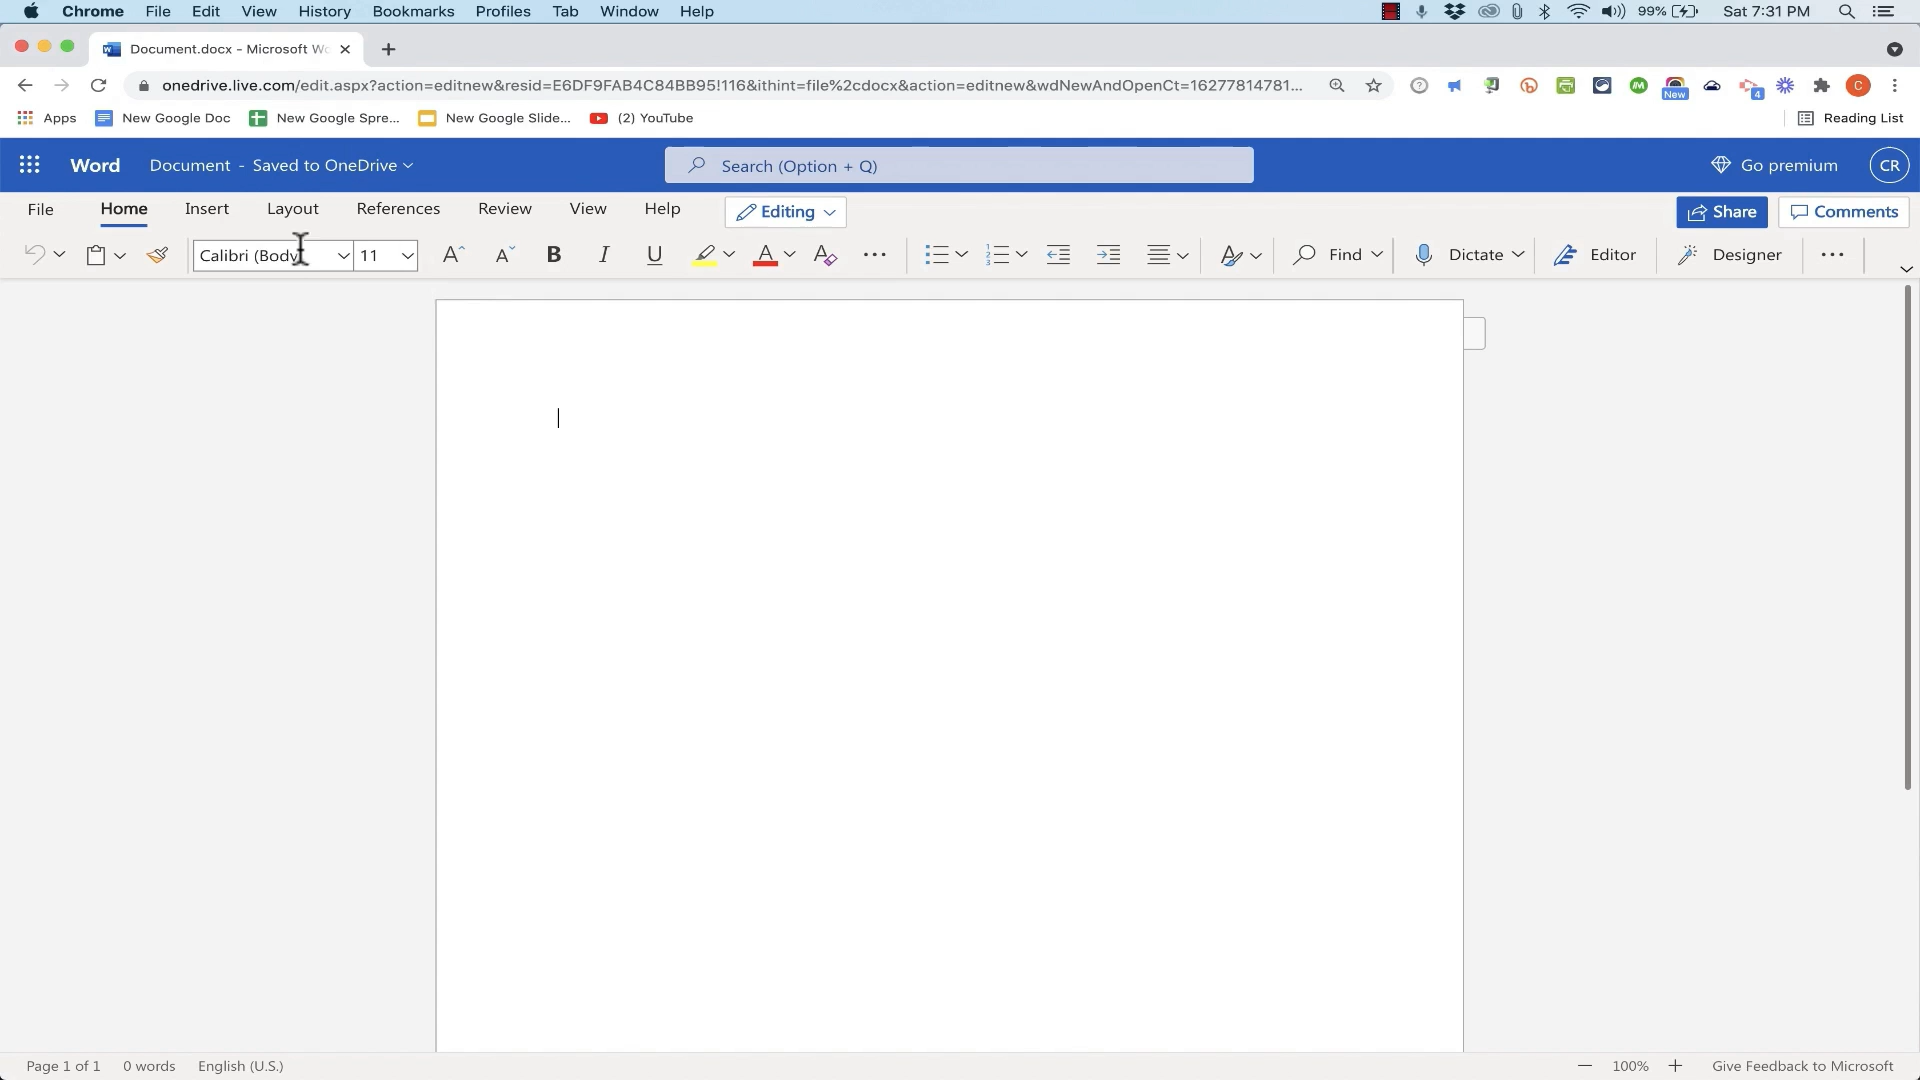 Chrome File Edit View History Bookmarks Profiles Tab Window Help 99% Sat 7:31 PM
Document.docx - Microsoft Wo
onedrive.live.com/edit.aspx?action=editnew&resid=E6DF9FAB4C84BB95!116&ithint=file%2cdocx&action=editnew&wdNewAndOpenCt=16277814781... New 4 C
Apps New Google Doc New Google Spre... New Google Slide... (2) YouTube Reading List
Word Document - Saved to OneDrive Search (Option + Q) Go premium CR
File Home Insert Layout References Review View Help Editing Share Comments
Calibri (Body) 11 A A B I U A A Find Dictate Editor Designer
Page 1 of 1 0 words English (U.S.) 100% Give Feedback to Microsoft